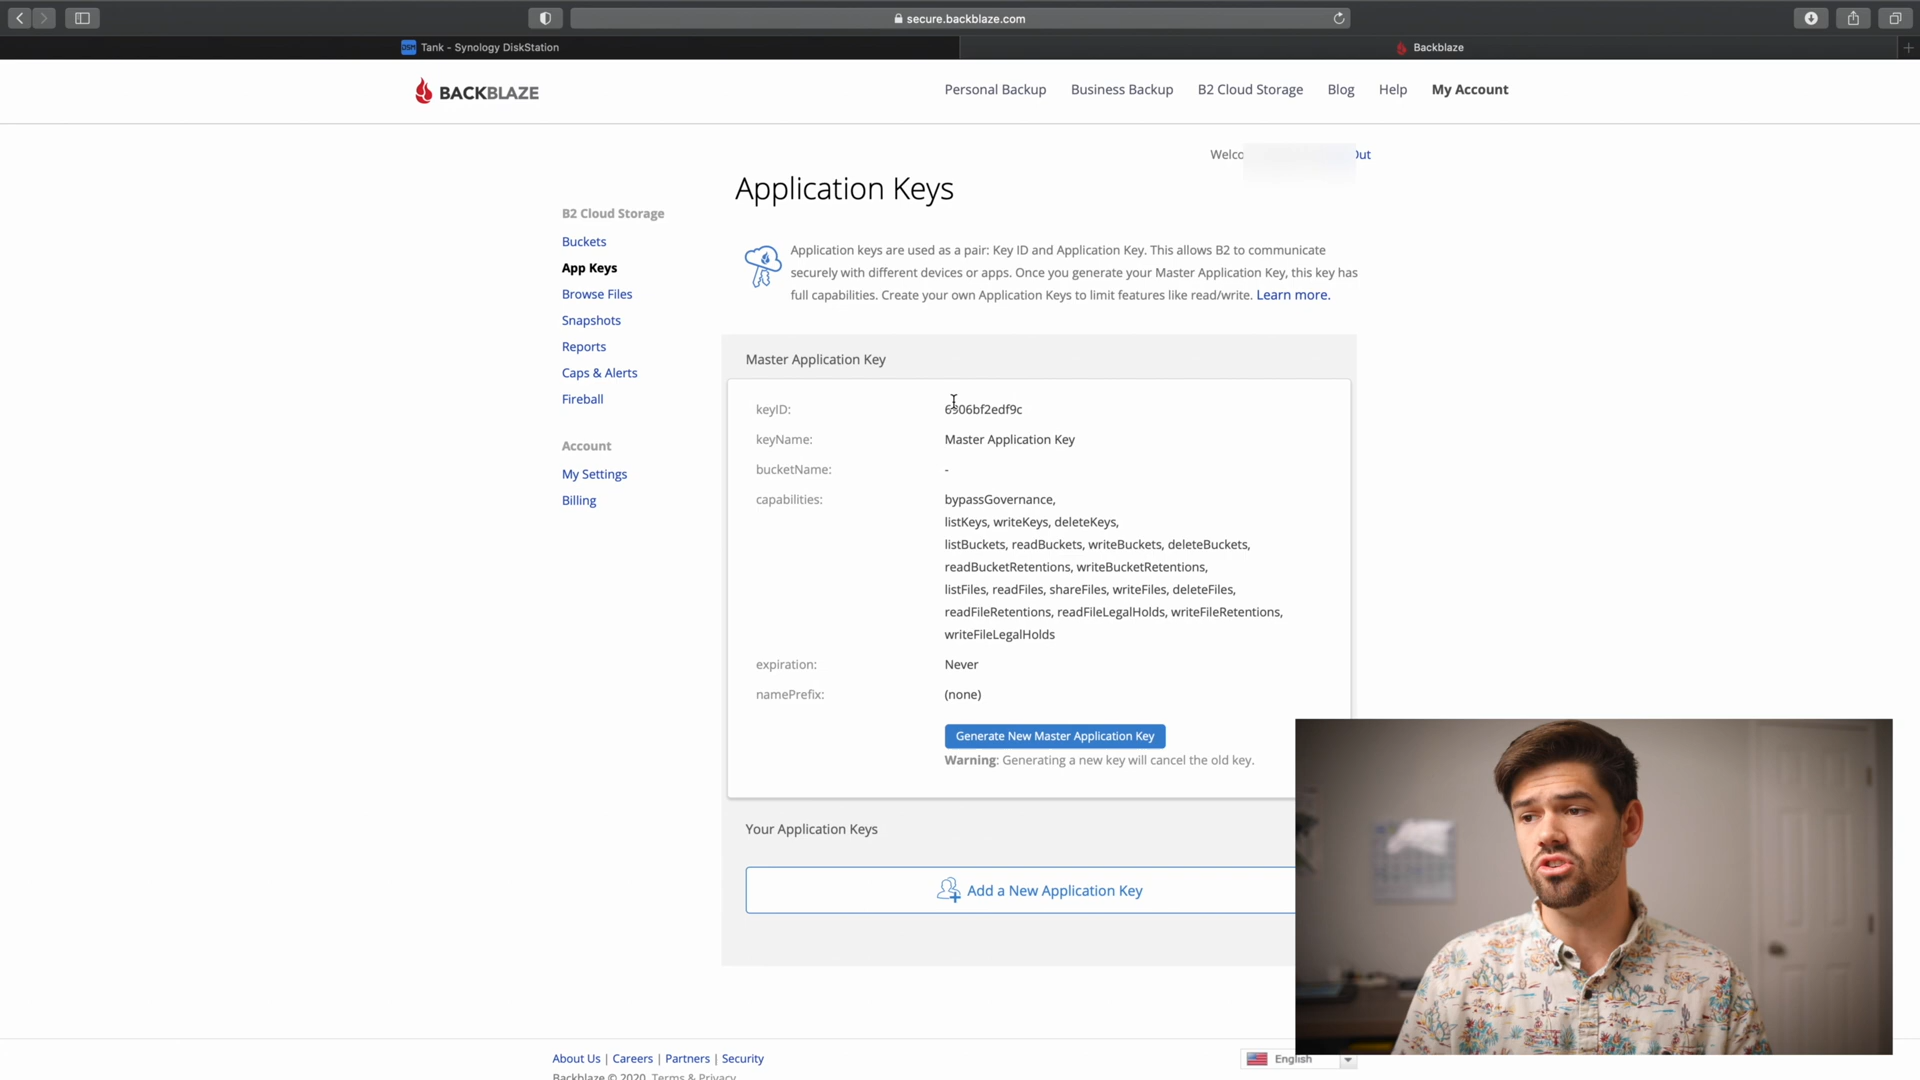 secure.backblaze.com
DSM Tank - Synology DiskStation
Backblaze
BACKBLAZE
Personal Backup Business Backup B2 Cloud Storage Blog Help My Account
Welco
Out
Application Keys
B2 Cloud Storage
Buckets
App Keys
Browse Files
Snapshots
Reports
Caps & Alerts
Fireball
Account
My Settings
Billing
Application keys are used as a pair: Key ID and Application Key. This allows B2 to communicate
securely with different devices or apps. Once you generate your Master Application Key, this key has
full capabilities. Create your own Application Keys to limit features like read/write. Learn more.
Master Application Key
keyID:
keyName: Master Application Key
bucketName: -
capabilities: bypassGovernance,
listKeys, writeKeys, deleteKeys,
listBuckets, readBuckets, writeBuckets, deleteBuckets,
readBucketRetentions, writeBucketRetentions,
listFiles, readFiles, shareFiles, writeFiles, deleteFiles,
readFileRetentions, readFileLegalHolds, writeFileRetentions,
writeFileLegalHolds
expiration: Never
namePrefix: (none)
Generate New Master Application Key
Warning: Generating a new key will cancel the old key.
Your Application Keys
Add a New Application Key
About Us | Careers | Partners | Security
English
Backblaze © 2020 Terms & Privacy